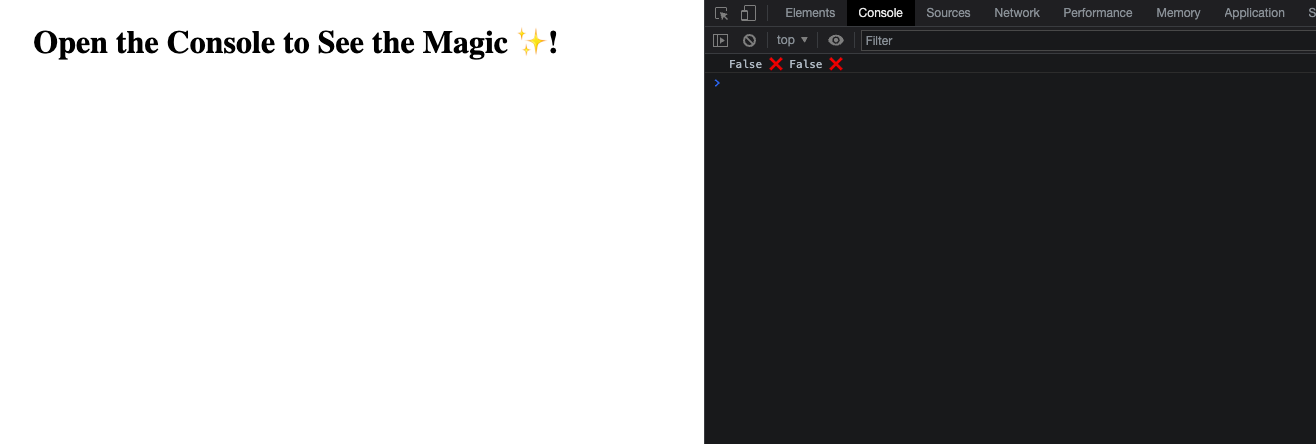 Open the Console to See the Magic ✨!
Elements Console Sources Network Performance Memory Application S
top ▼ Filter
False ❌ False ❌
>